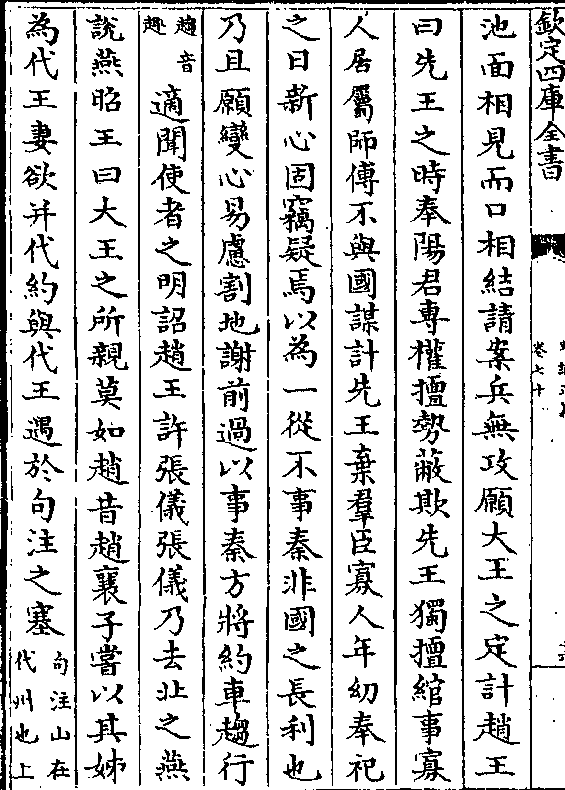 欽定四庫全書
卷七十
池面相見而口相結請案兵無攻願大王之定計趙王
曰先王之時奉陽君専權擅勢蔽欺先王獨擅綰事寡
人居屬師傅不與國謀計先王棄羣臣寡人年幼奉祀
之日新心固竊疑焉以為一從不事秦非國之長利也
乃且願變心易慮割地謝前過以事秦方將約車趨行
趨音
趣
適聞使者之明詔趙王許張儀張儀乃去北之燕
說燕昭王曰大王之所親莫如趙昔趙襄子嘗以其姊
為代王妻欲并代約與代王遇於句注之塞
句注山在
代州也上